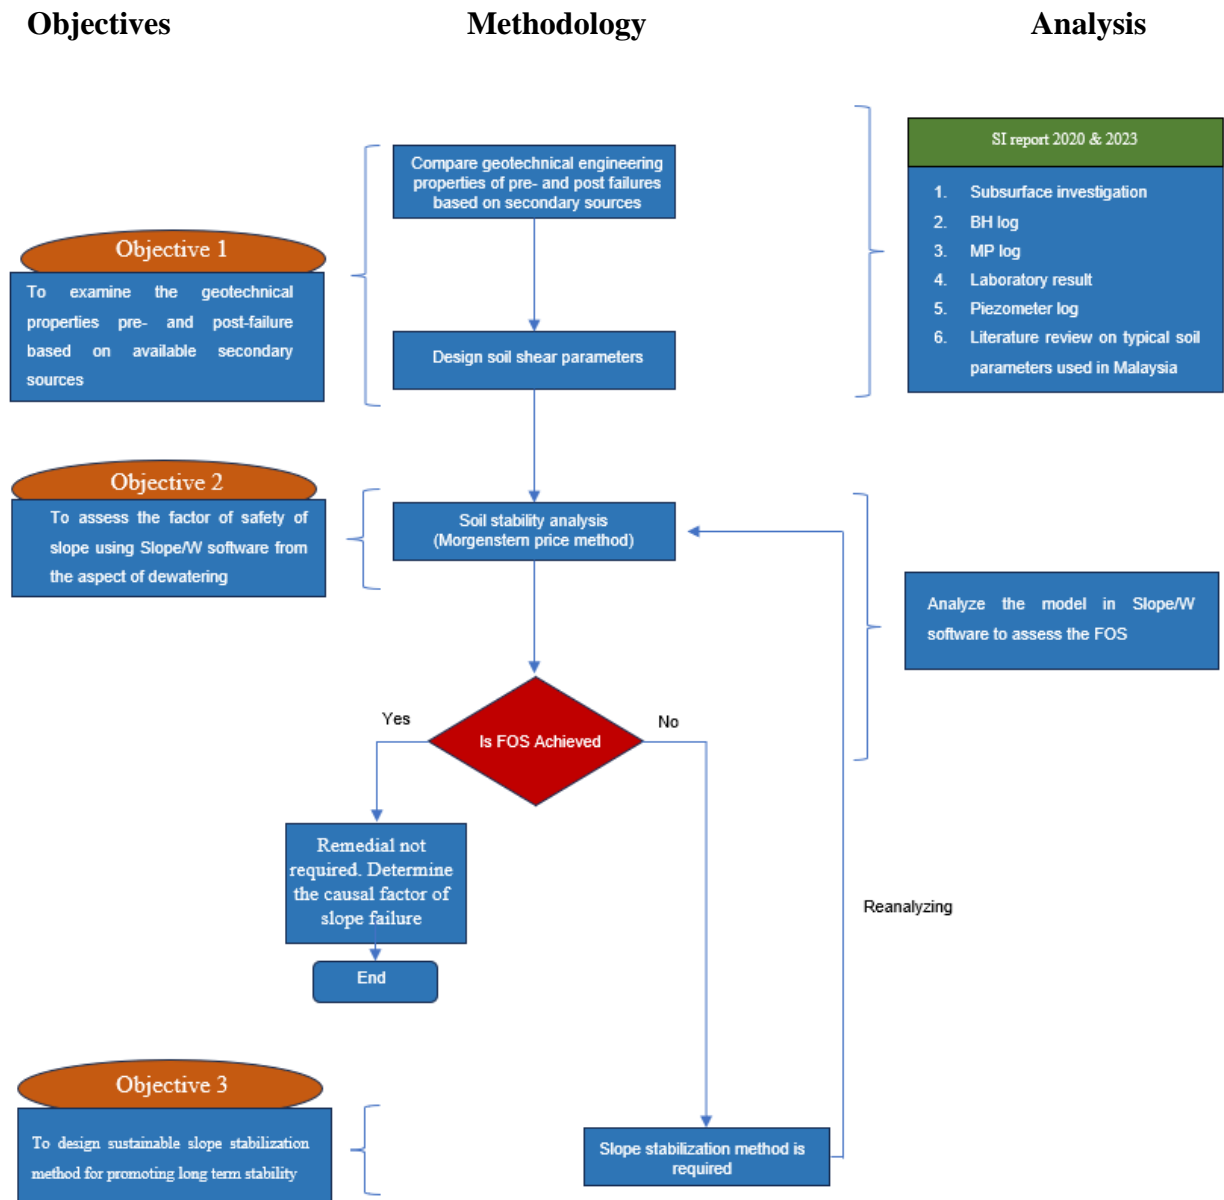 Objectives
Methodology
Analysis
Objective 1
To examine the geotechnical
properties pre- and post-failure
based on available secondary
sources
Compare geotechnical engineering
properties of pre- and post failures
based on secondary sources
Design soil shear parameters
SI report 2020 & 2023
1. Subsurface investigation
2. BH log
3. MP log
4. Laboratory result
5. Piezometer log
6. Literature review on typical soil
parameters used in Malaysia
Objective 2
To assess the factor of safety of
slope using Slope/W software from
the aspect of dewatering
Soil stability analysis
(Morgenstern price method)
Analyze the model in Slope/W
software to assess the FOS
Is FOS Achieved
Yes
No
Remedial not
required. Determine
the causal factor of
slope failure
End
Reanalyzing
Objective 3
To design sustainable slope stabilization
method for promoting long term stability
Slope stabilization method is
required